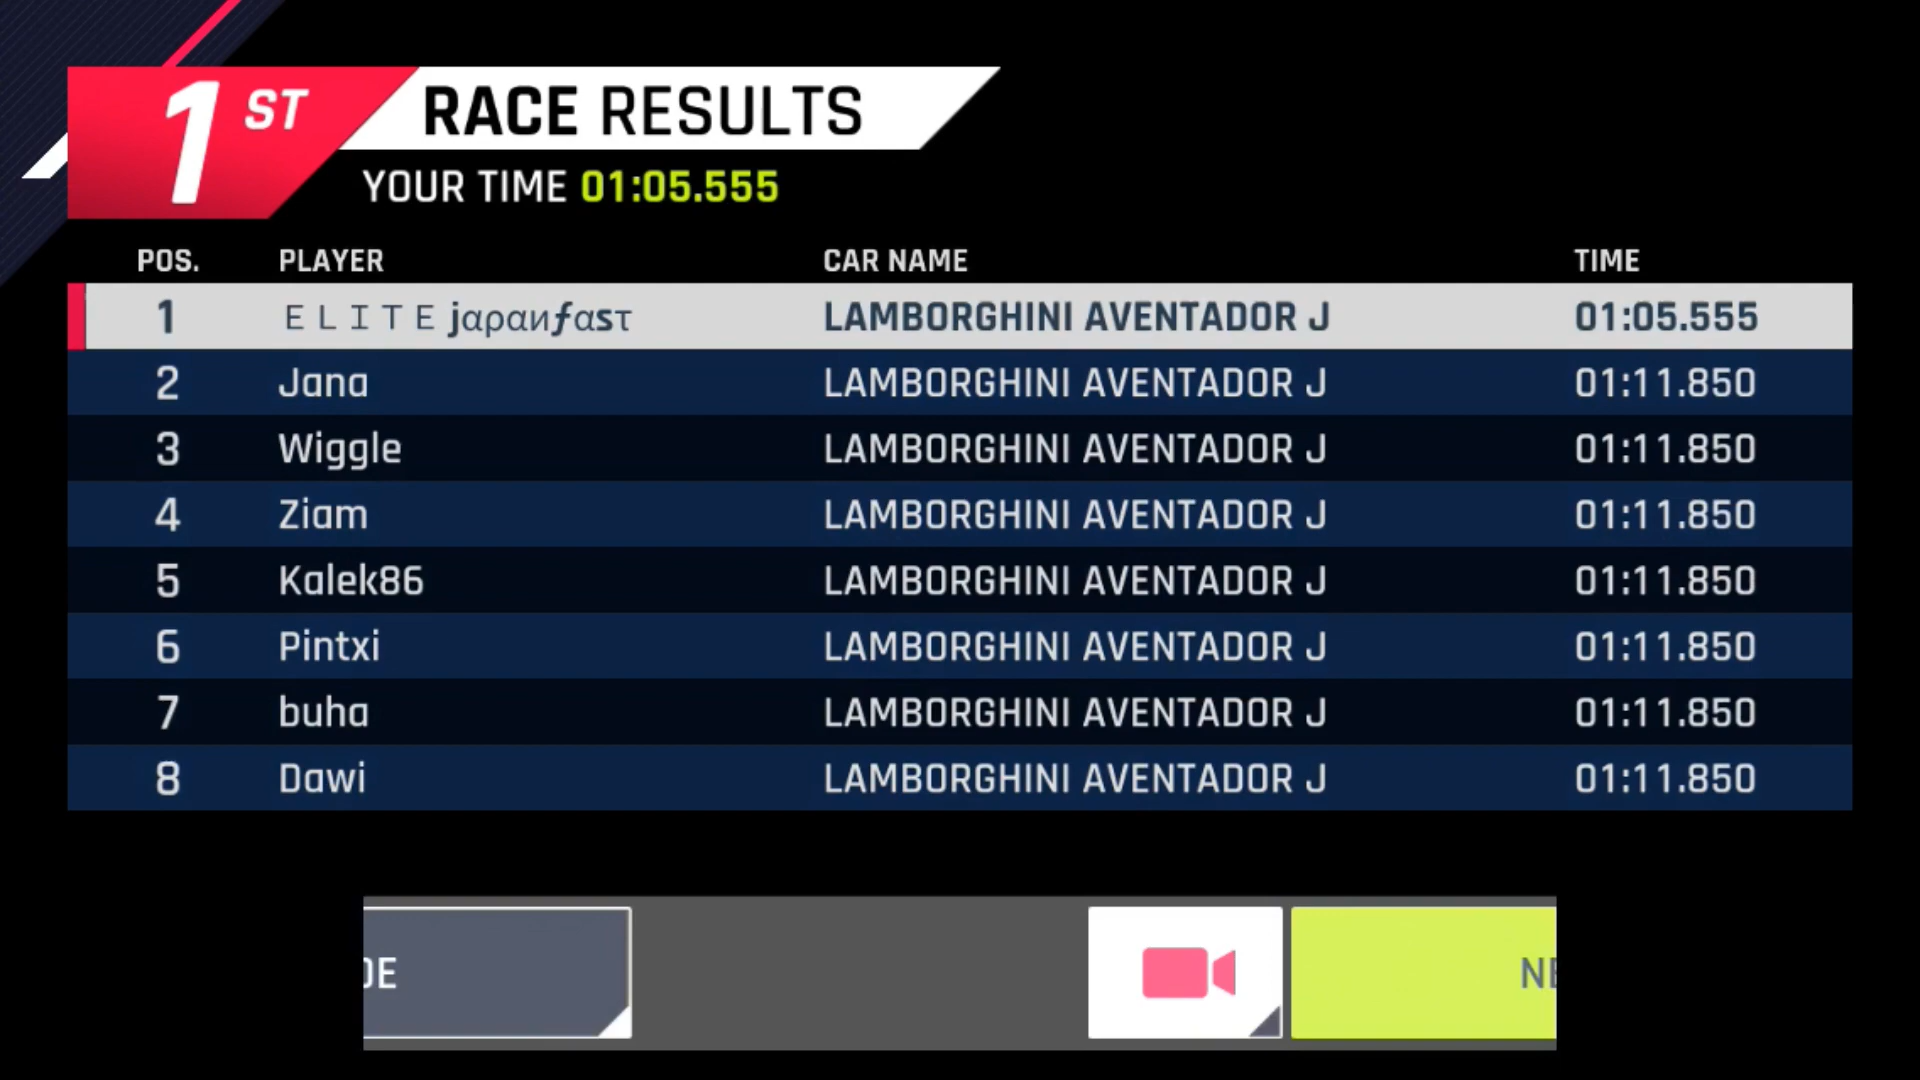 1 ST
RACE RESULTS
YOUR TIME 01:05.555
POS. PLAYER CAR NAME TIME
1 ＥＬＩＴＥ jαραиƒαsτ LAMBORGHINI AVENTADOR J 01:05.555
2 Jana LAMBORGHINI AVENTADOR J 01:11.850
3 Wiggle LAMBORGHINI AVENTADOR J 01:11.850
4 Ziam LAMBORGHINI AVENTADOR J 01:11.850
5 Kalek86 LAMBORGHINI AVENTADOR J 01:11.850
6 Pintxi LAMBORGHINI AVENTADOR J 01:11.850
7 buha LAMBORGHINI AVENTADOR J 01:11.850
8 Dawi LAMBORGHINI AVENTADOR J 01:11.850